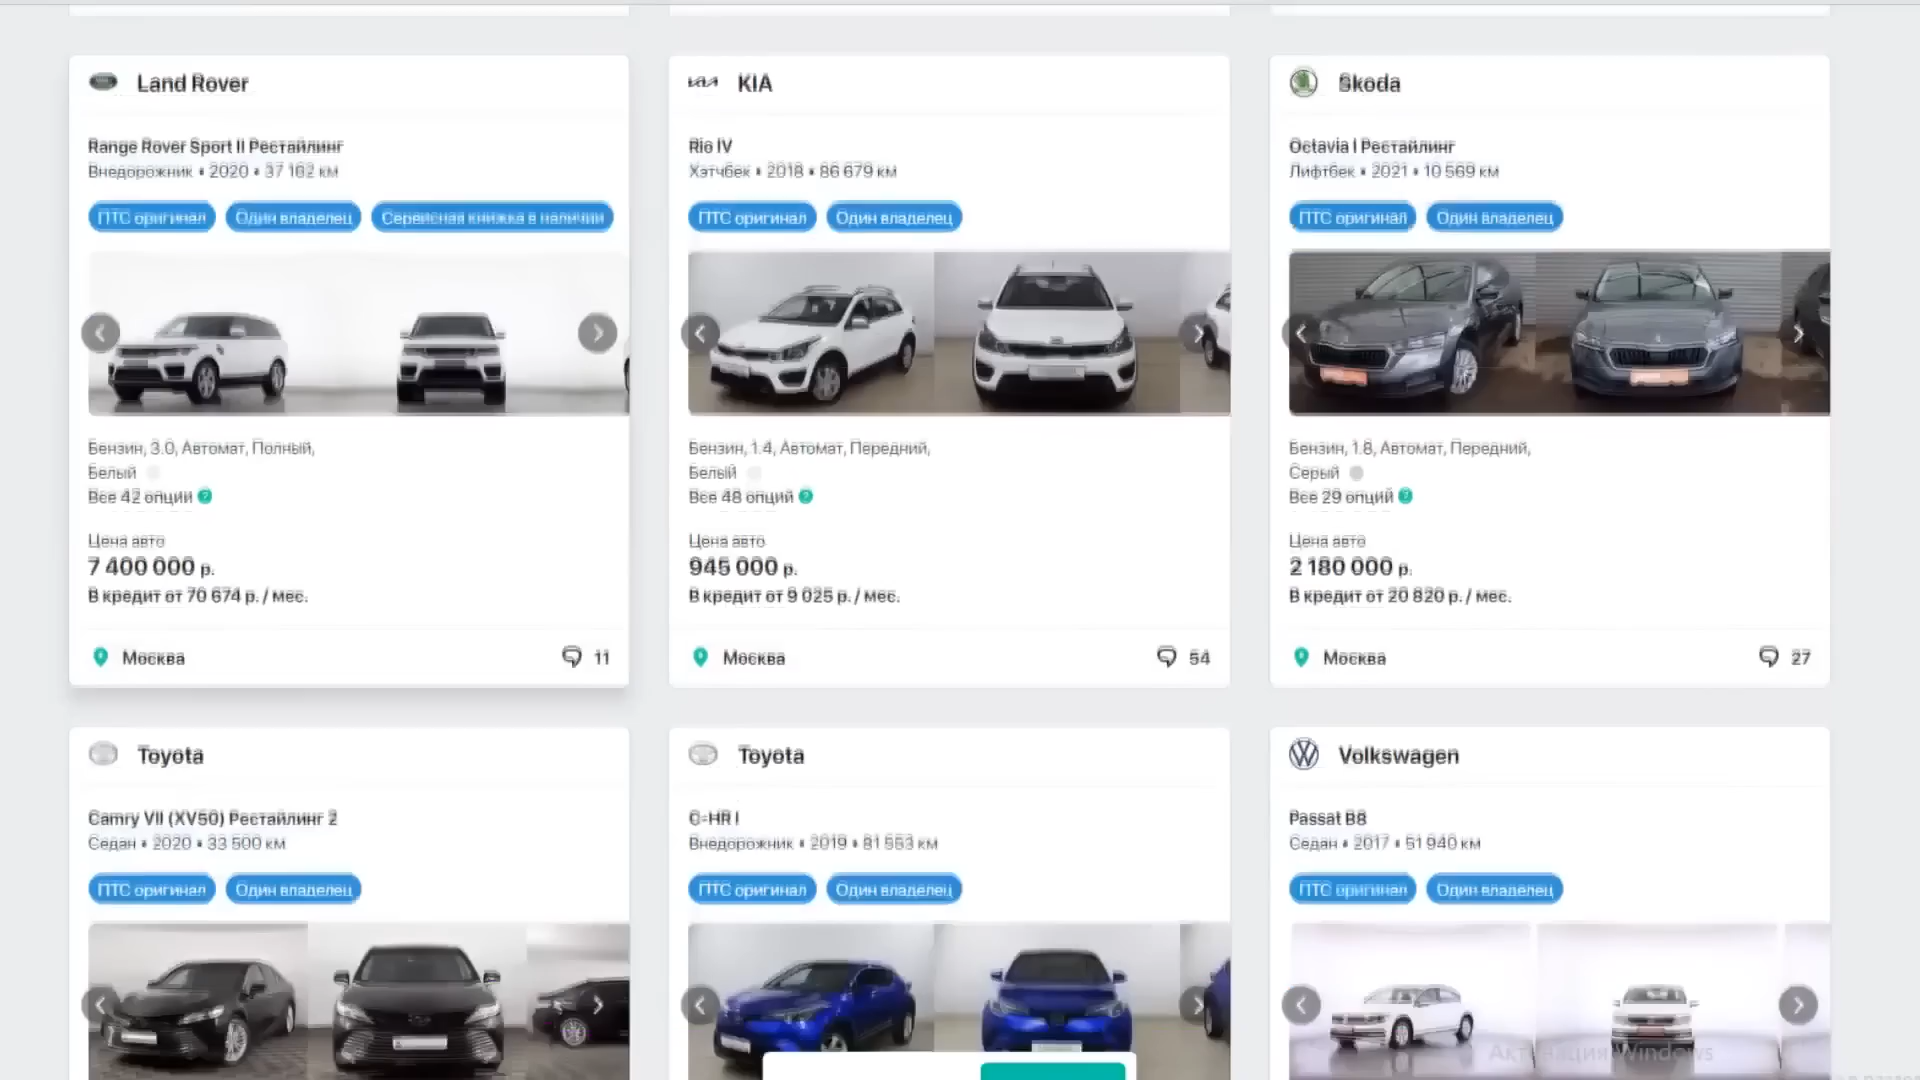 Land Rover
Range Rover Sport II Рестайлинг
Внедорожник • 2020 • 37 162 км
ПТС оригинал
Один владелец
Сервисная книжка в наличии
Бензин, 3.0, Автомат, Полный,
Белый
Все 42 опций ?
Цена авто
7 400 000 р.
В кредит от 70 674 р. / мес.
Москва
11
KIA
Rio IV
Хэтчбек • 2018 • 86 679 км
ПТС оригинал
Один владелец
Бензин, 1.4, Автомат, Передний,
Белый
Все 48 опций ?
Цена авто
945 000 р.
В кредит от 9 025 р. / мес.
Москва
54
Skoda
Octavia I Рестайлинг
Лифтбек • 2021 • 10 569 км
ПТС оригинал
Один владелец
Бензин, 1.8, Автомат, Передний,
Серый
Все 29 опций ?
Цена авто
2 180 000 р.
В кредит от 20 820 р. / мес.
Москва
27
Toyota
Camry VII (XV50) Рестайлинг 2
Седан • 2020 • 33 500 км
ПТС оригинал
Один владелец
Toyota
C-HR I
Внедорожник • 2019 • 81 553 км
ПТС оригинал
Один владелец
Volkswagen
Passat B8
Седан • 2017 • 51 940 км
ПТС оригинал
Один владелец
Активация Windows